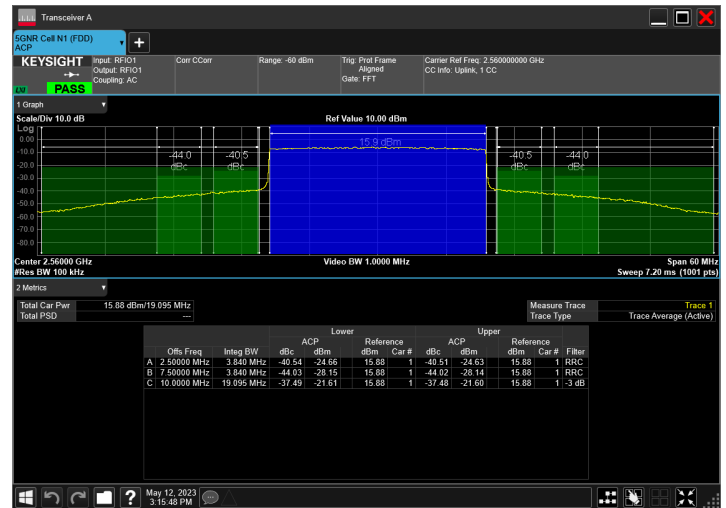 Transceiver A
5GNR Cell N1 (FDD)
ACP
KEYSIGHT
LXI
PASS
Input: RFIO1
Output: RFIO1
Coupling: AC
Corr CCorr
Range: -60 dBm
Trig: Prot Frame
Aligned
Gate: FFT
Carrier Ref Freq: 2.560000000 GHz
CC Info: Uplink, 1 CC
1 Graph
Scale/Div 10.0 dB
Ref Value 10.00 dBm
Log
0.00
-10.0
-20.0
-30.0
-40.0
-50.0
-60.0
-70.0
-80.0
-44.0
dBc
-40.5
dBc
15.9 dBm
-40.5
dBc
-44.0
dBc
Center 2.56000 GHz
Video BW 1.0000 MHz
Span 60 MHz
#Res BW 100 kHz
Sweep 7.20 ms (1001 pts)
2 Metrics
Total Car Pwr 15.88 dBm/19.095 MHz
Total PSD ---
Measure Trace Trace 1
Trace Type Trace Average (Active)
Lower Upper
ACP Reference ACP Reference
Offs Freq Integ BW dBc dBm dBm Car # dBc dBm dBm Car # Filter
A 2.50000 MHz 3.840 MHz -40.54 -24.66 15.88 1 -40.51 -24.63 15.88 1 RRC
B 7.50000 MHz 3.840 MHz -44.03 -28.15 15.88 1 -44.02 -28.14 15.88 1 RRC
C 10.0000 MHz 19.095 MHz -37.49 -21.61 15.88 1 -37.48 -21.60 15.88 1 -3 dB
May 12, 2023
3:15:48 PM